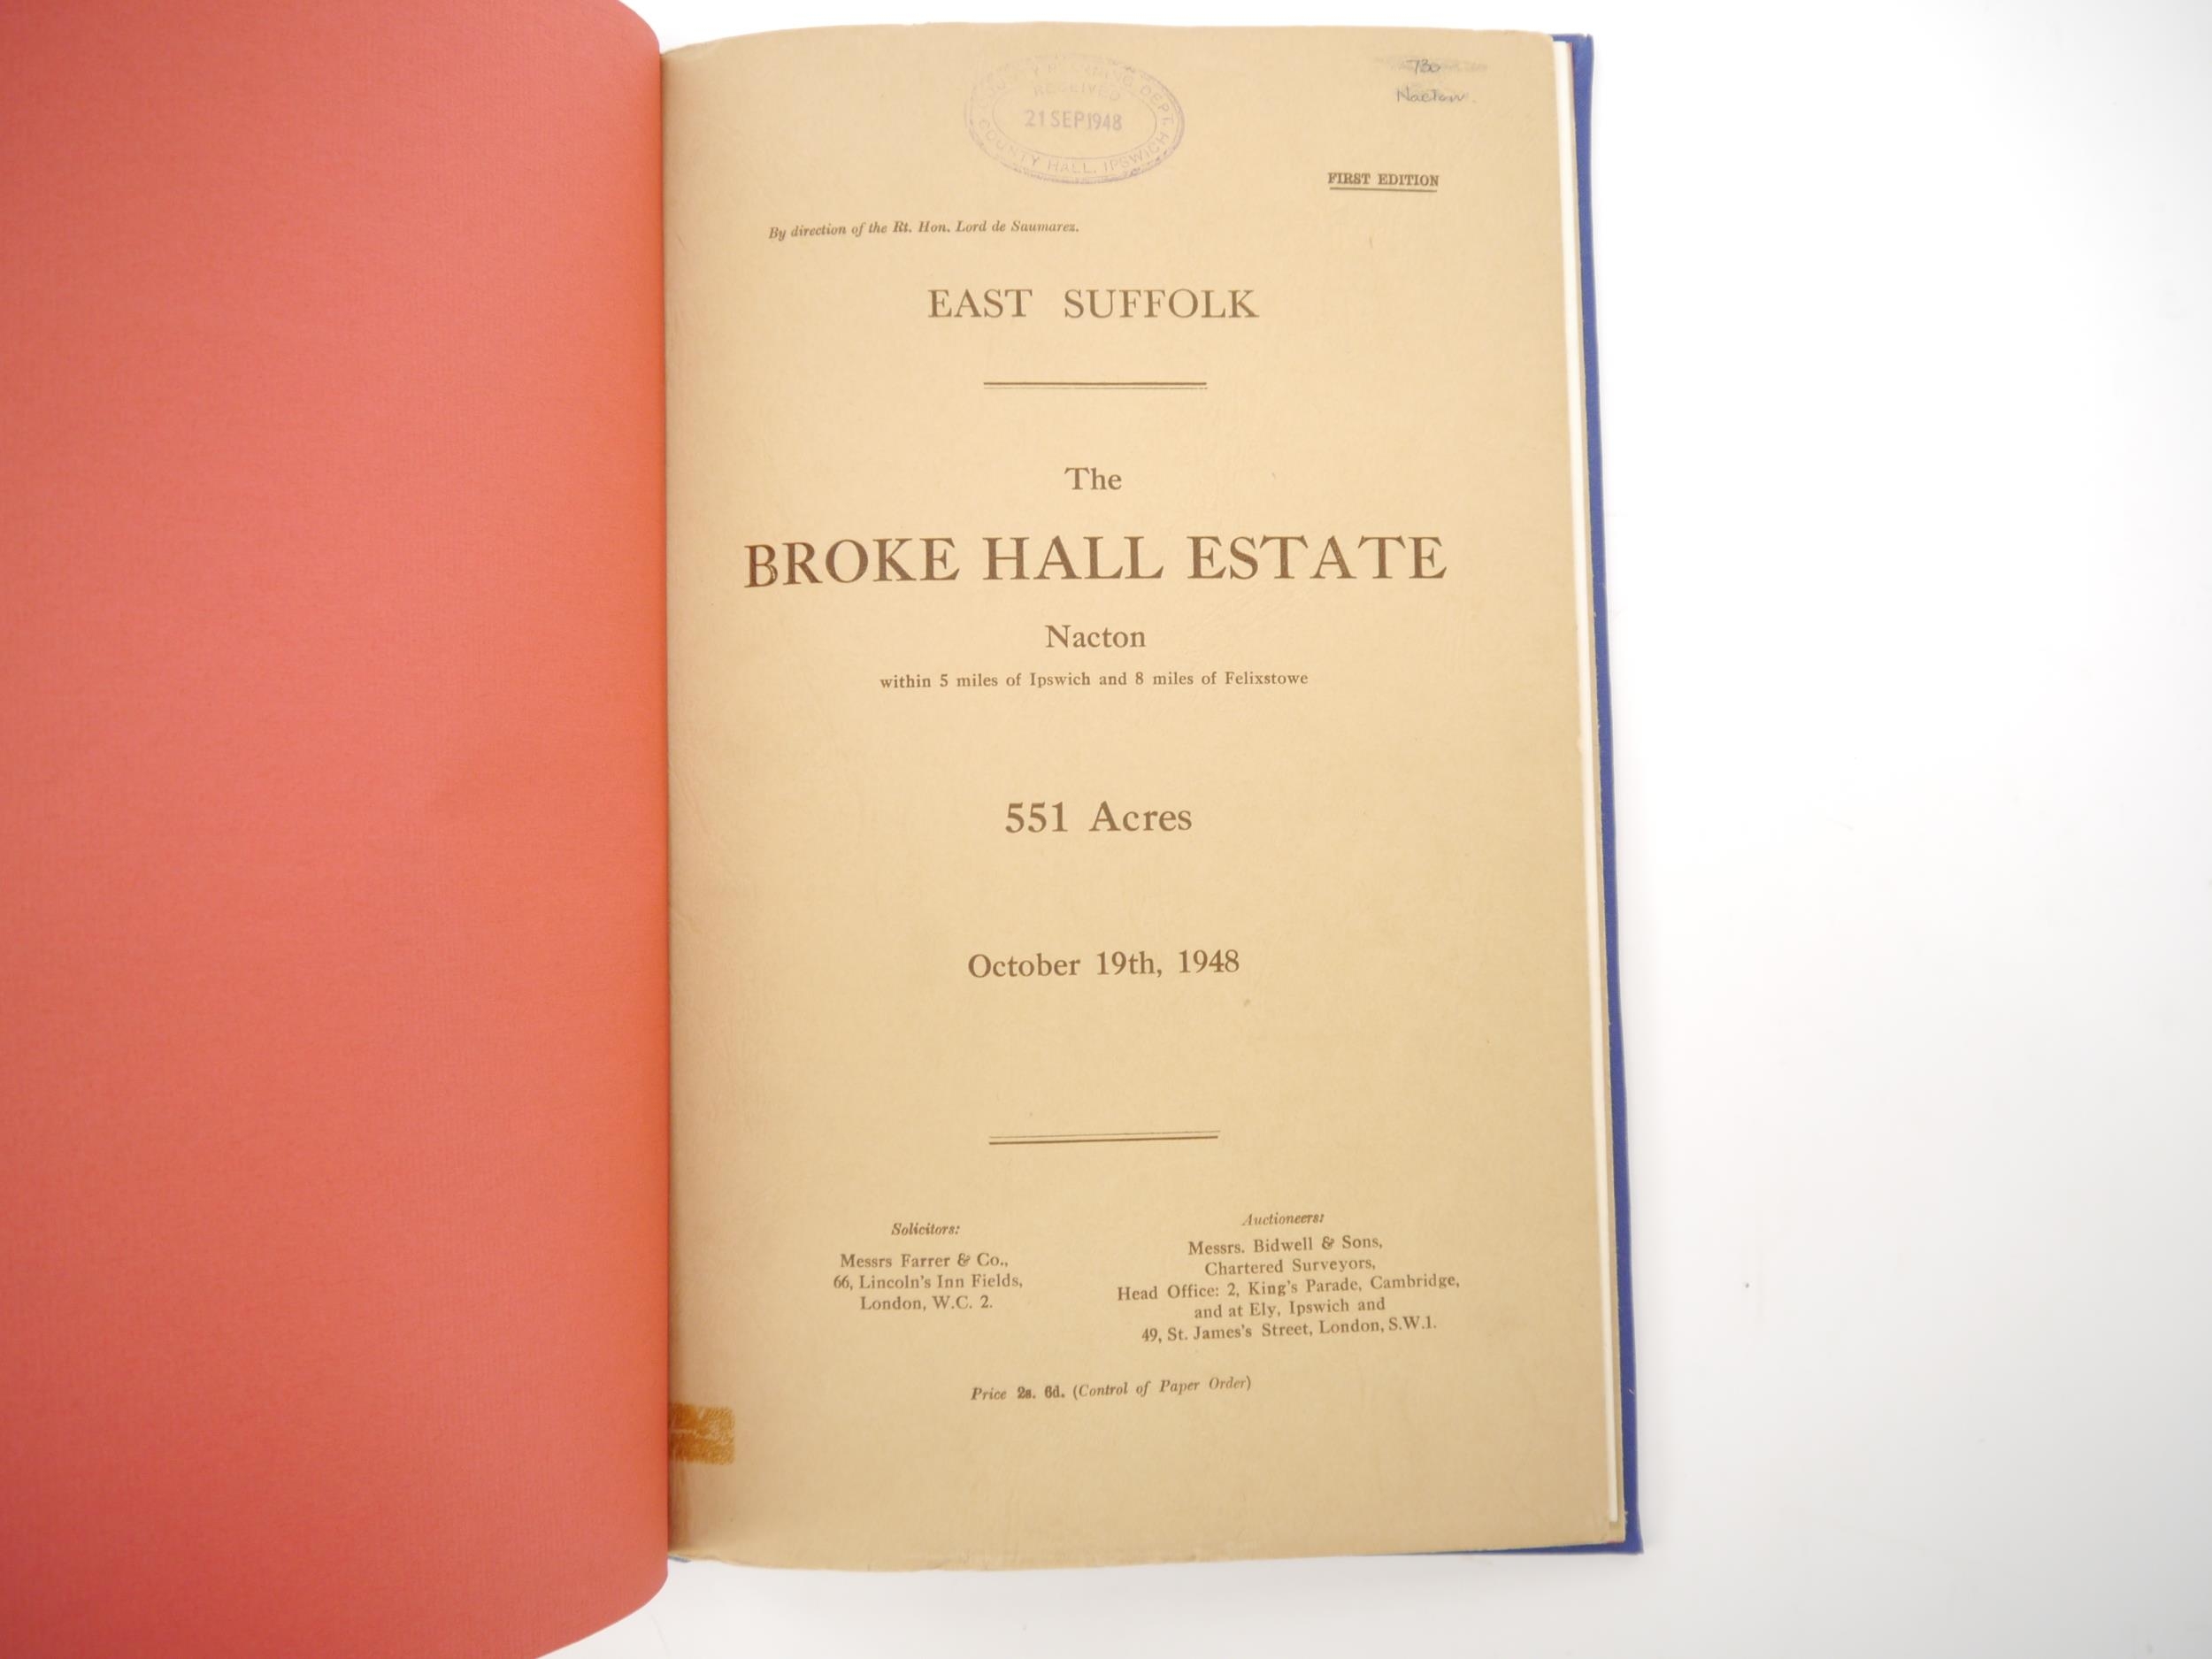 PLANNING DEPT.
RECEIVED
21 SEP 1948
COUNTY HALL, IPSWICH
730
Nacton.
FIRST EDITION
By direction of the Rt. Hon. Lord de Saumarez.
EAST SUFFOLK
The
BROKE HALL ESTATE
Nacton
within 5 miles of Ipswich and 8 miles of Felixstowe
551 Acres
October 19th, 1948
Solicitors:
Messrs Farrer & Co.,
66, Lincoln's Inn Fields,
London, W.C. 2.
Auctioneers:
Messrs. Bidwell & Sons,
Chartered Surveyors,
Head Office: 2, King's Parade, Cambridge,
and at Ely, Ipswich and
49, St. James's Street, London, S.W.1.
Price 2s. 6d. (Control of Paper Order)